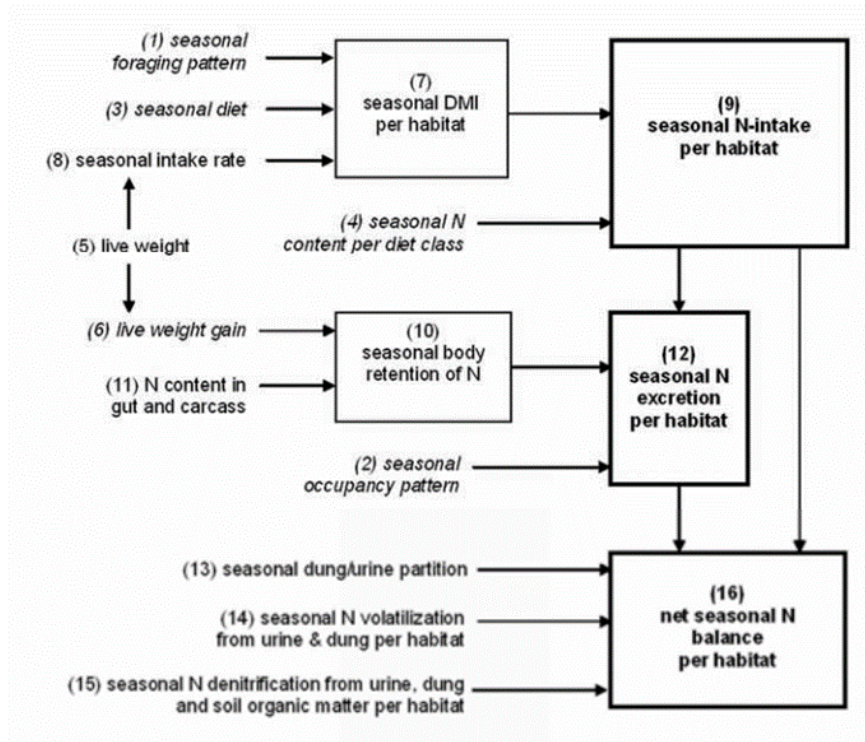 (1) seasonal
foraging pattern
(3) seasonal diet
(8) seasonal intake rate
(7)
seasonal DMI
per habitat
(9)
seasonal N-intake
per habitat
(4) seasonal N
content per diet class
(5) live weight
(6) live weight gain
(11) N content in
gut and carcass
(10)
seasonal body
retention of N
(12)
seasonal N
excretion
per habitat
(2) seasonal
occupancy pattern
(13) seasonal dung/urine partition
(14) seasonal N volatilization
from urine & dung per habitat
(15) seasonal N denitrification from urine, dung
and soil organic matter per habitat
(16)
net seasonal N
balance
per habitat